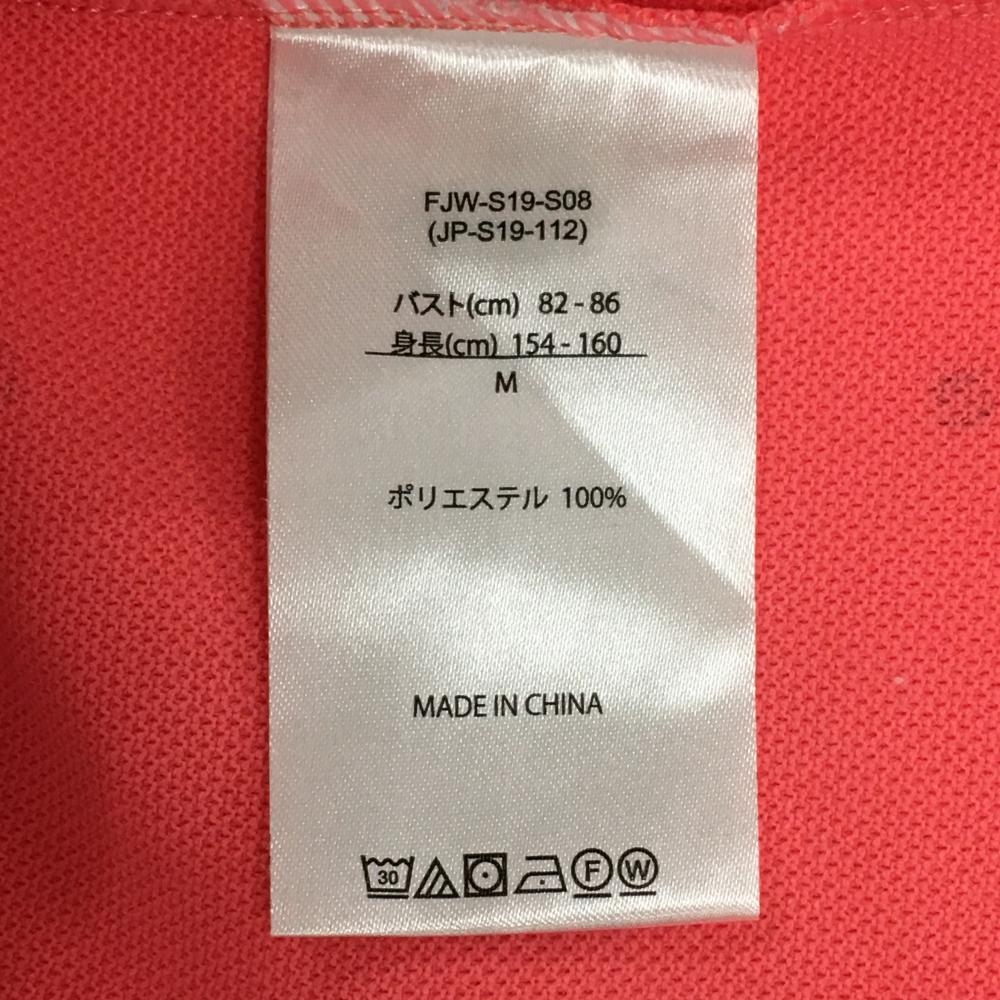 FJW-S19-S08
(JP-S19-112)
バスト(cm) 82 - 86
身長(cm) 154 - 160
M
ポリエステル 100%
MADE IN CHINA
30 F W